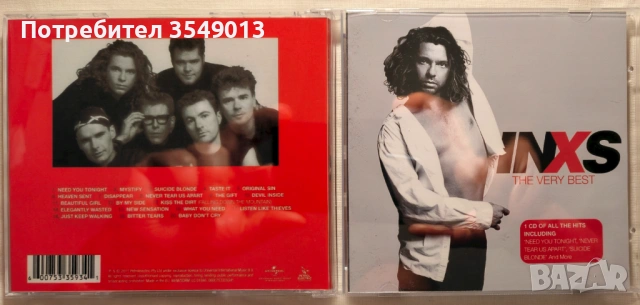 Потребител 3549013
NEED YOU TONIGHT MYSTIFY SUICIDE BLONDE TASTE IT ORIGINAL SIN
HEAVEN SENT DISAPPEAR NEVER TEAR US APART THE GIFT DEVIL INSIDE
BEAUTIFUL GIRL BY MY SIDE KISS THE DIRT
ELEGANTLY WASTED NEW SENSATION WHAT YOU NEED LISTEN LIKE THIEVES
JUST KEEP WALKING BITTER TEARS BABY DON'T CRY
INXS
THE VERY BEST
1 CD OF ALL THE HITS
INCLUDING
"NEED YOU TONIGHT, "NEVER
TEAR US APART", "SUICIDE
BLONDE" And More
bazar.bg